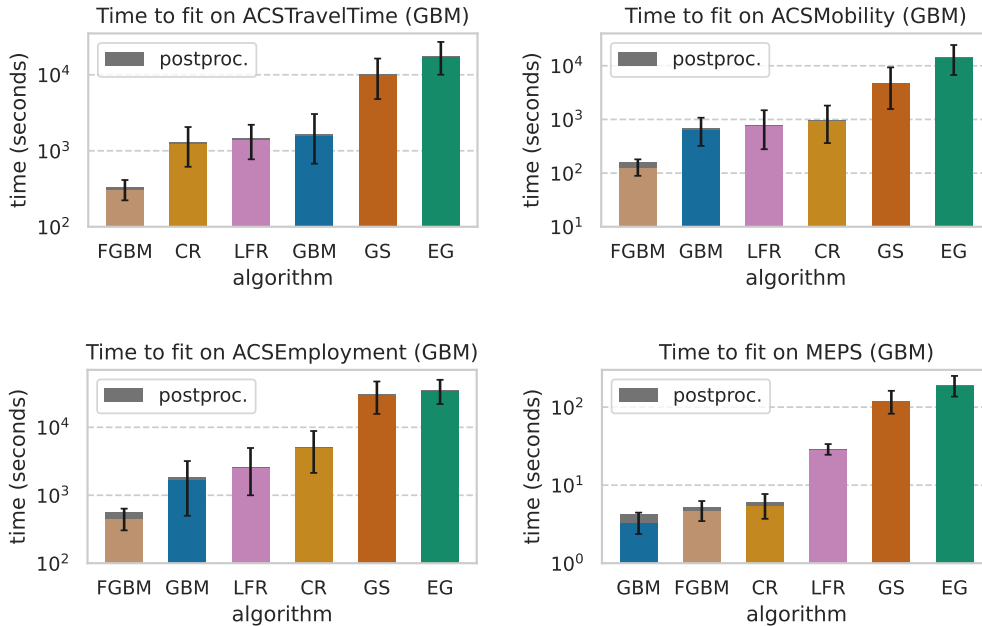 Time to fit on ACSTravelTime (GBM)
postproc.
time (seconds)
10^4
10^3
10^2
FGBM CR LFR GBM GS EG
algorithm
Time to fit on ACSMobility (GBM)
postproc.
time (seconds)
10^4
10^3
10^2
10^1
FGBM GBM LFR CR GS EG
algorithm
Time to fit on ACSEmployment (GBM)
postproc.
time (seconds)
10^4
10^3
10^2
FGBM GBM LFR CR GS EG
algorithm
Time to fit on MEPS (GBM)
postproc.
time (seconds)
10^2
10^1
10^0
GBM FGBM CR LFR GS EG
algorithm